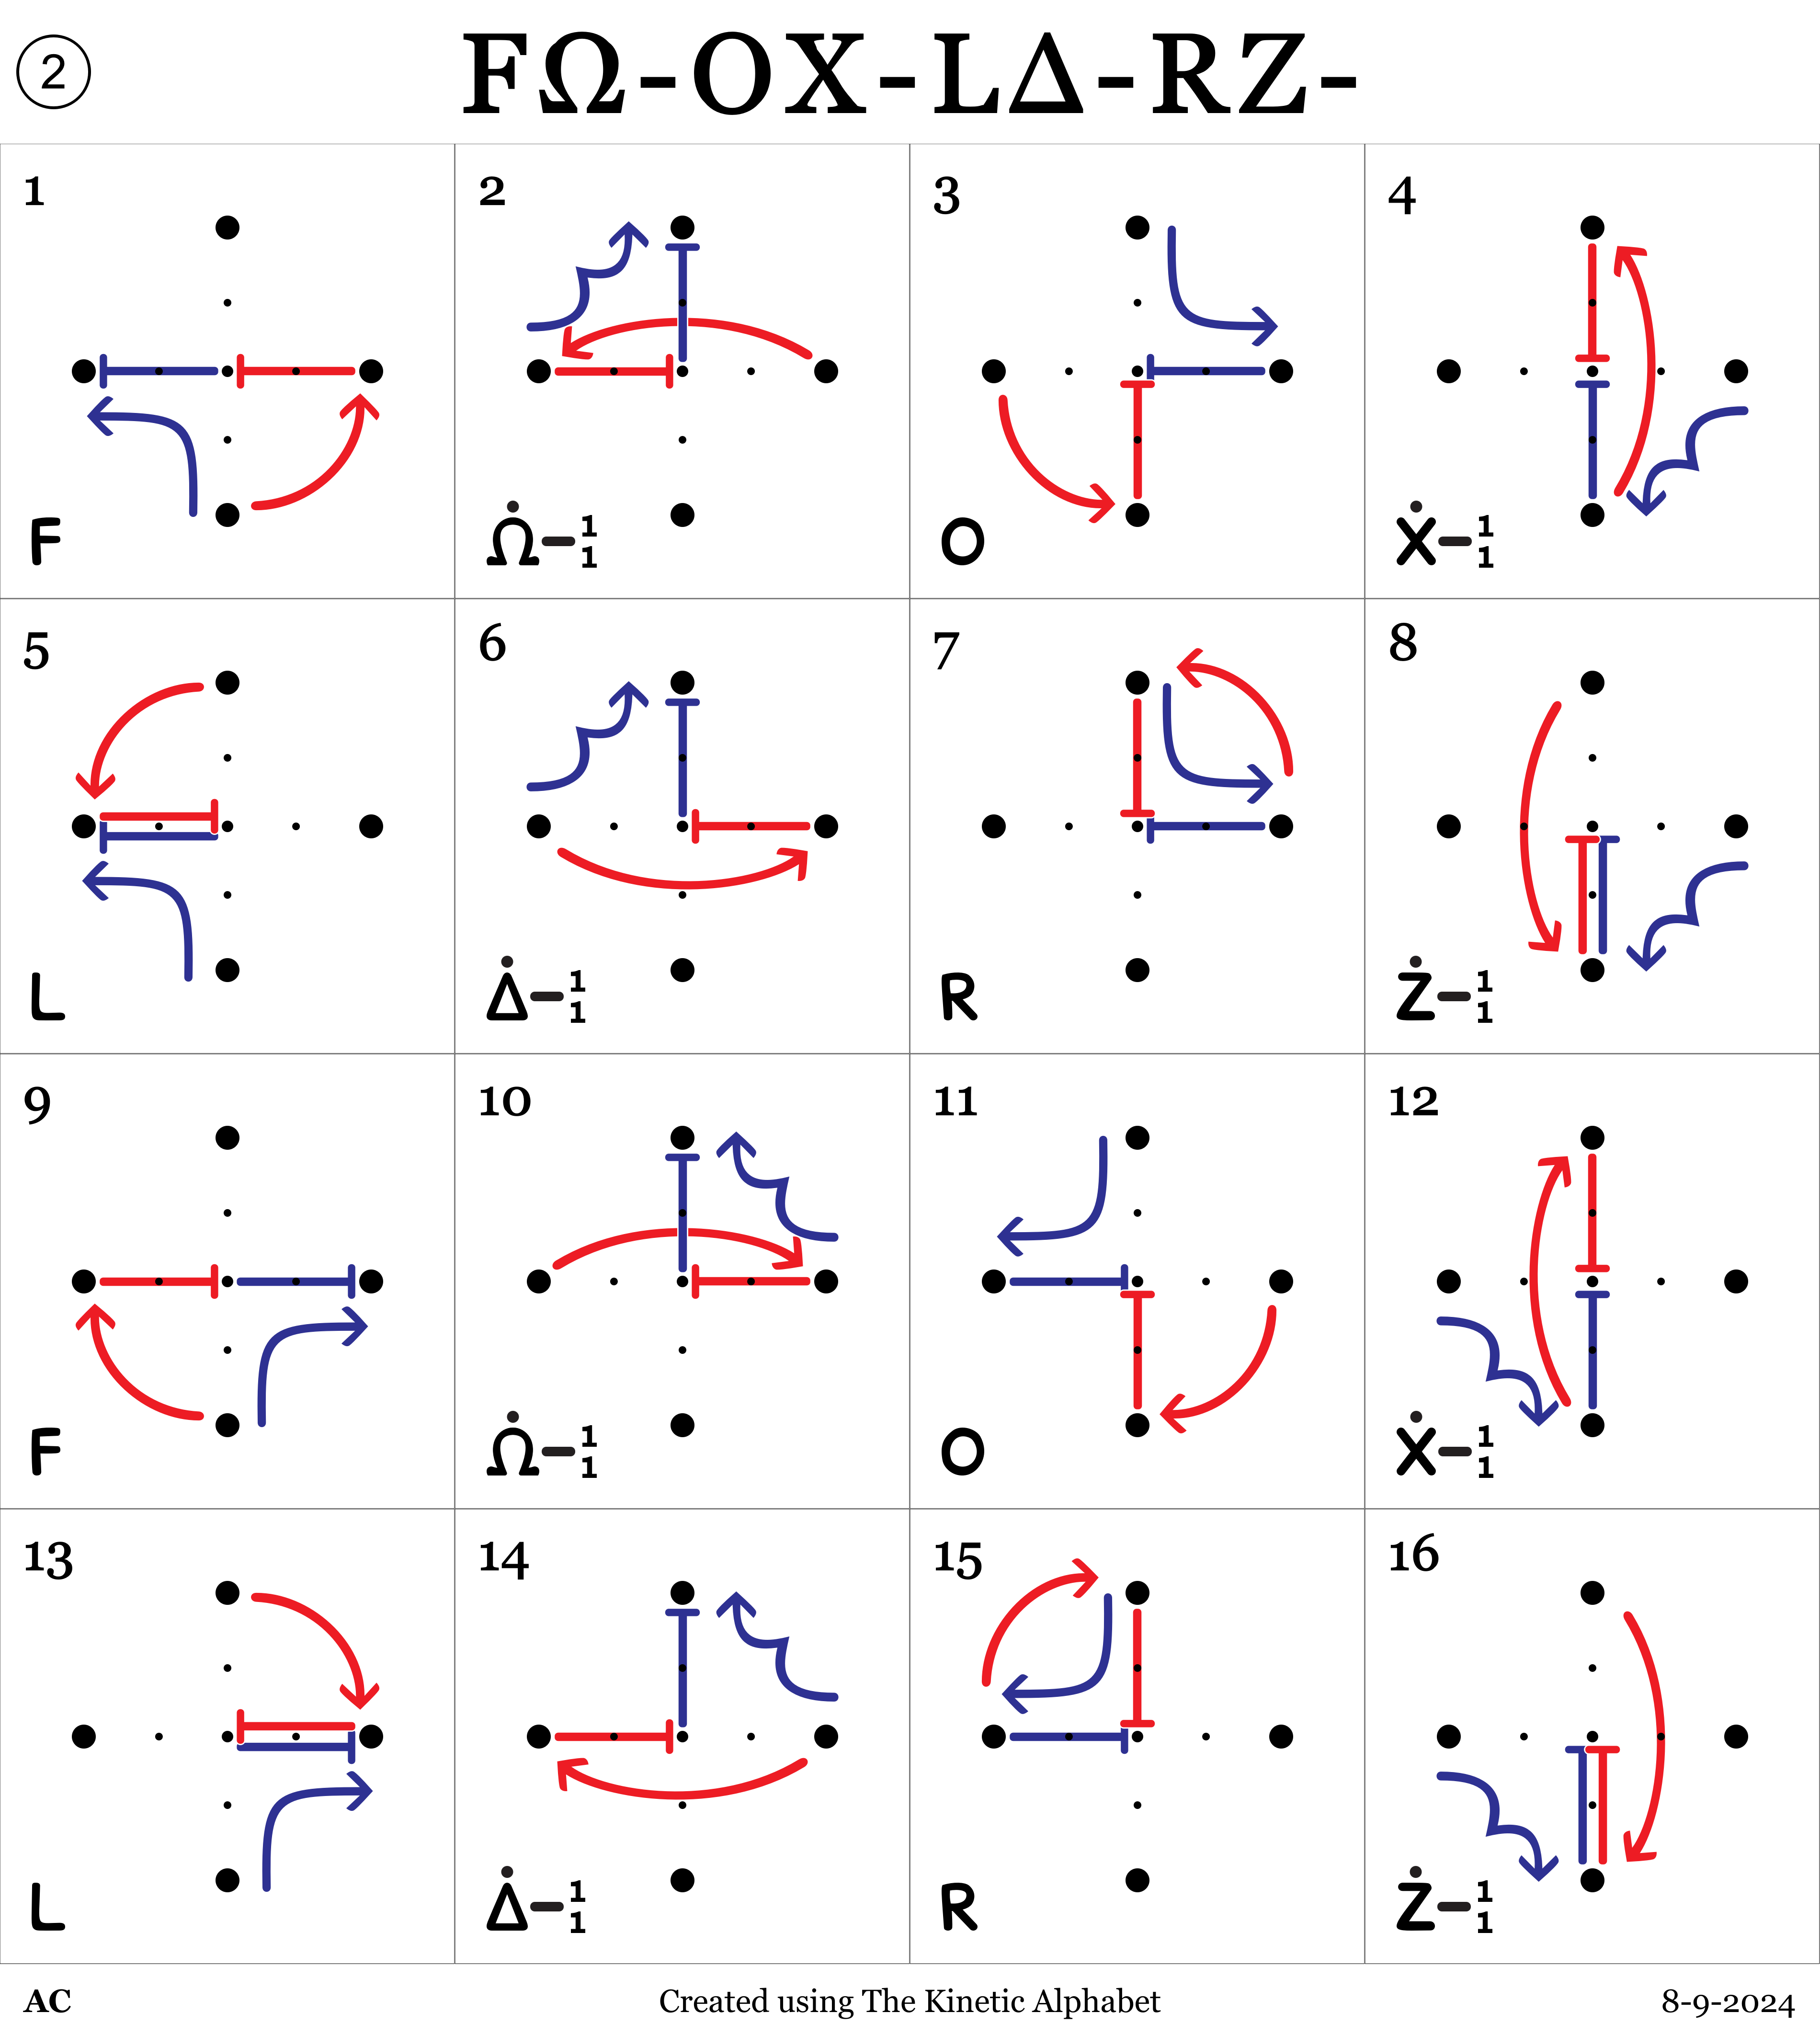 2
FΩ-OX-LΔ-RZ-
1
F
2
Ω̇-1
1
3
O
4
Ẋ-1
1
5
L
6
Δ̇-1
1
7
R
8
Ż-1
1
9
F
10
Ω̇-1
1
11
O
12
Ẋ-1
1
13
L
14
Δ̇-1
1
15
R
16
Ż-1
1
AC
Created using The Kinetic Alphabet
8-9-2024